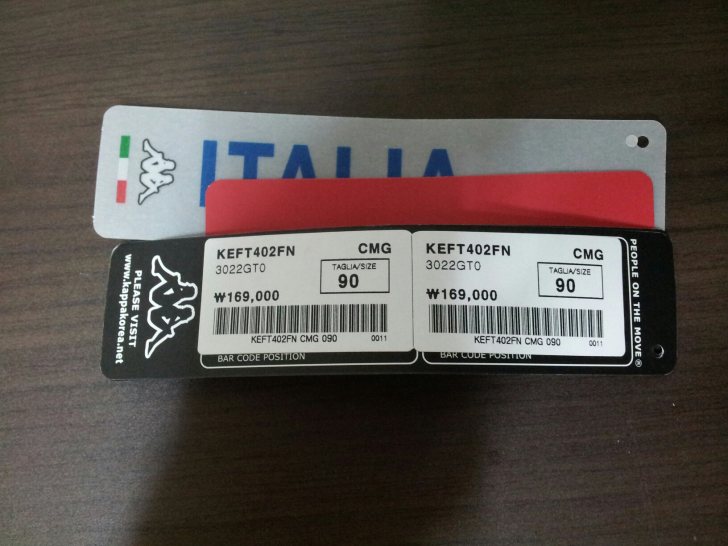 ITALIA
PLEASE VISIT
www.kappakorea.net
KEFT402FN CMG
3022GT0
TAGLIA/SIZE
90
₩169,000
KEFT402FN CMG 090 0011
BAR CODE POSITION
KEFT402FN CMG
3022GT0
TAGLIA/SIZE
90
₩169,000
KEFT402FN CMG 090 0011
BAR CODE POSITION
PEOPLE ON THE MOVE®